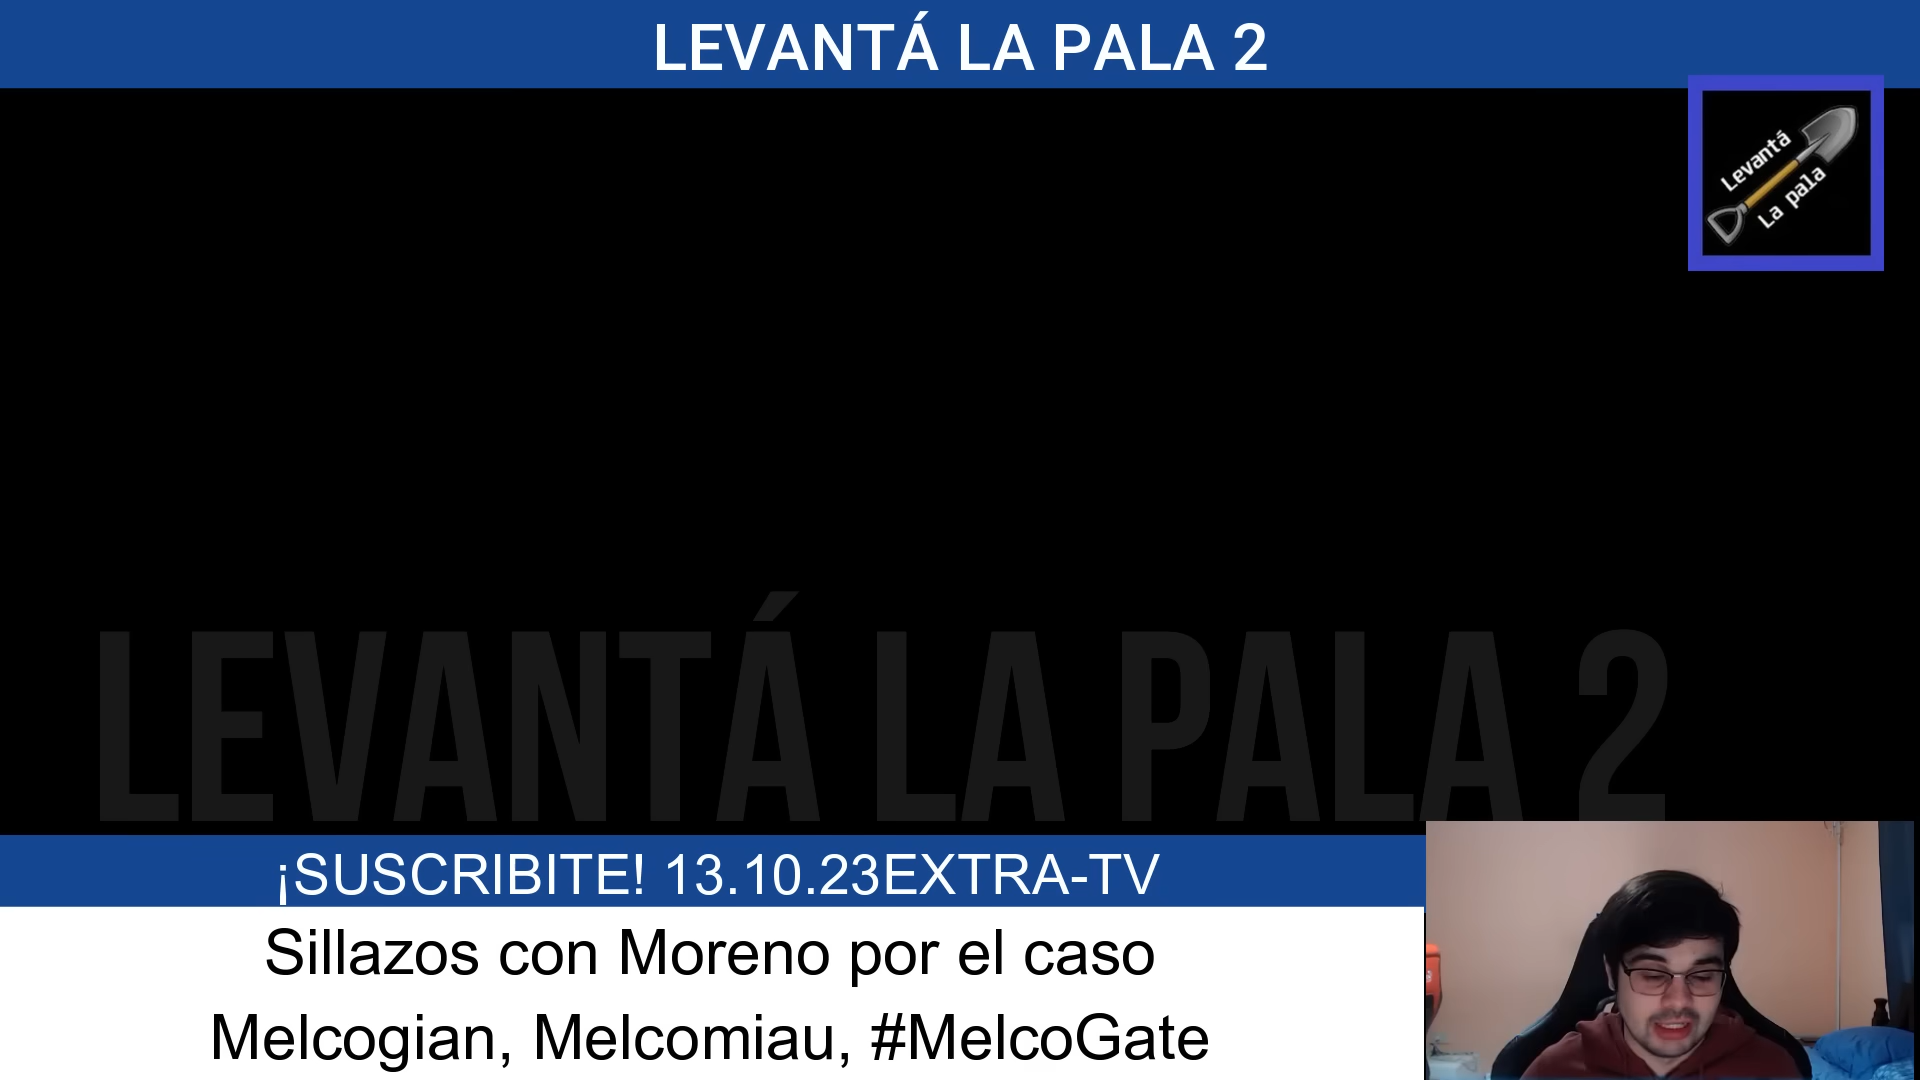 LEVANTÁ LA PALA 2
Levantá
La pala
LEVANTÁ LA PALA 2
¡SUSCRIBITE! 13.10.23EXTRA-TV
Sillazos con Moreno por el caso
Melcogian, Melcomiau, #MelcoGate